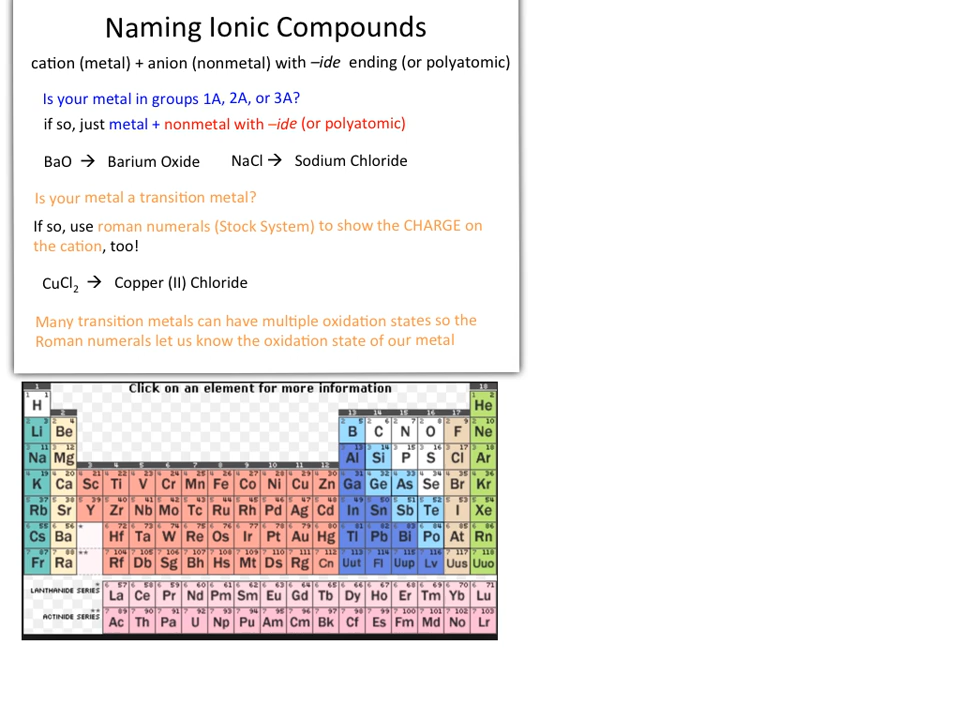 Naming Ionic Compounds
cation (metal) + anion (nonmetal) with –ide ending (or polyatomic)
Is your metal in groups 1A, 2A, or 3A?
if so, just metal + nonmetal with –ide (or polyatomic)
BaO → Barium Oxide NaCl → Sodium Chloride
Is your metal a transition metal?
If so, use roman numerals (Stock System) to show the CHARGE on
the cation, too!
CuCl₂ → Copper (II) Chloride
Many transition metals can have multiple oxidation states so the
Roman numerals let us know the oxidation state of our metal
Click on an element for more information
H He
Li Be B C N O F Ne
Na Mg Al Si P S Cl Ar
K Ca Sc Ti V Cr Mn Fe Co Ni Cu Zn Ga Ge As Se Br Kr
Rb Sr Y Zr Nb Mo Tc Ru Rh Pd Ag Cd In Sn Sb Te I Xe
Cs Ba * Hf Ta W Re Os Ir Pt Au Hg Tl Pb Bi Po At Rn
Fr Ra ** Rf Db Sg Bh Hs Mt Ds Rg Cn Uut Fl Uup Lv Uus Uuo
LANTHANIDE SERIES * La Ce Pr Nd Pm Sm Eu Gd Tb Dy Ho Er Tm Yb Lu
ACTINIDE SERIES ** Ac Th Pa U Np Pu Am Cm Bk Cf Es Fm Md No Lr